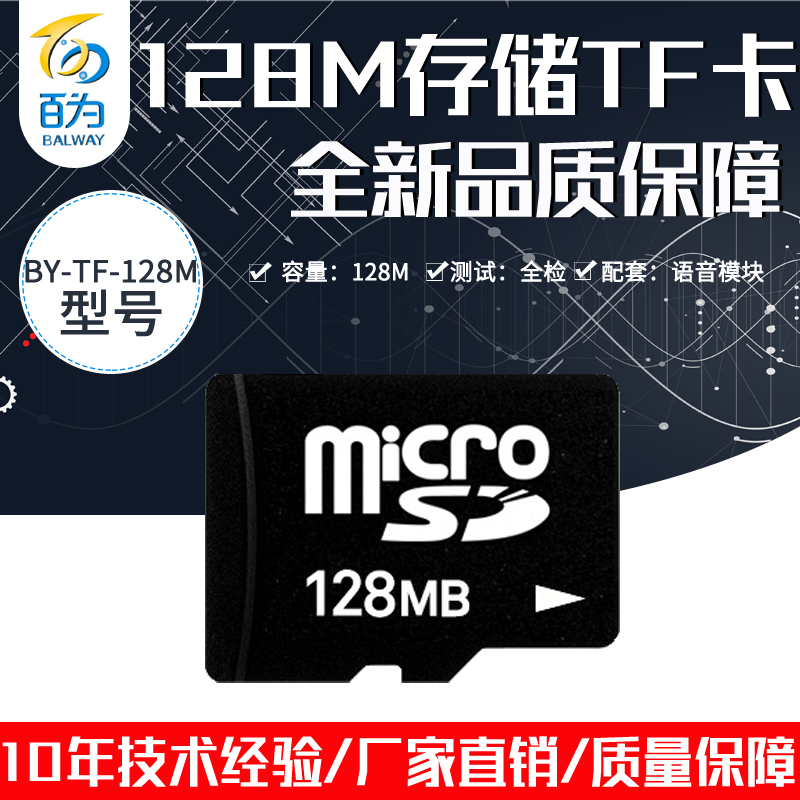 百为
BALWAY
128M存储TF卡
全新品质保障
BY-TF-128M
型号
容量：128M 测试：全检 配套：语音模块
micro
SD
128MB
10年技术经验/厂家直销/质量保障